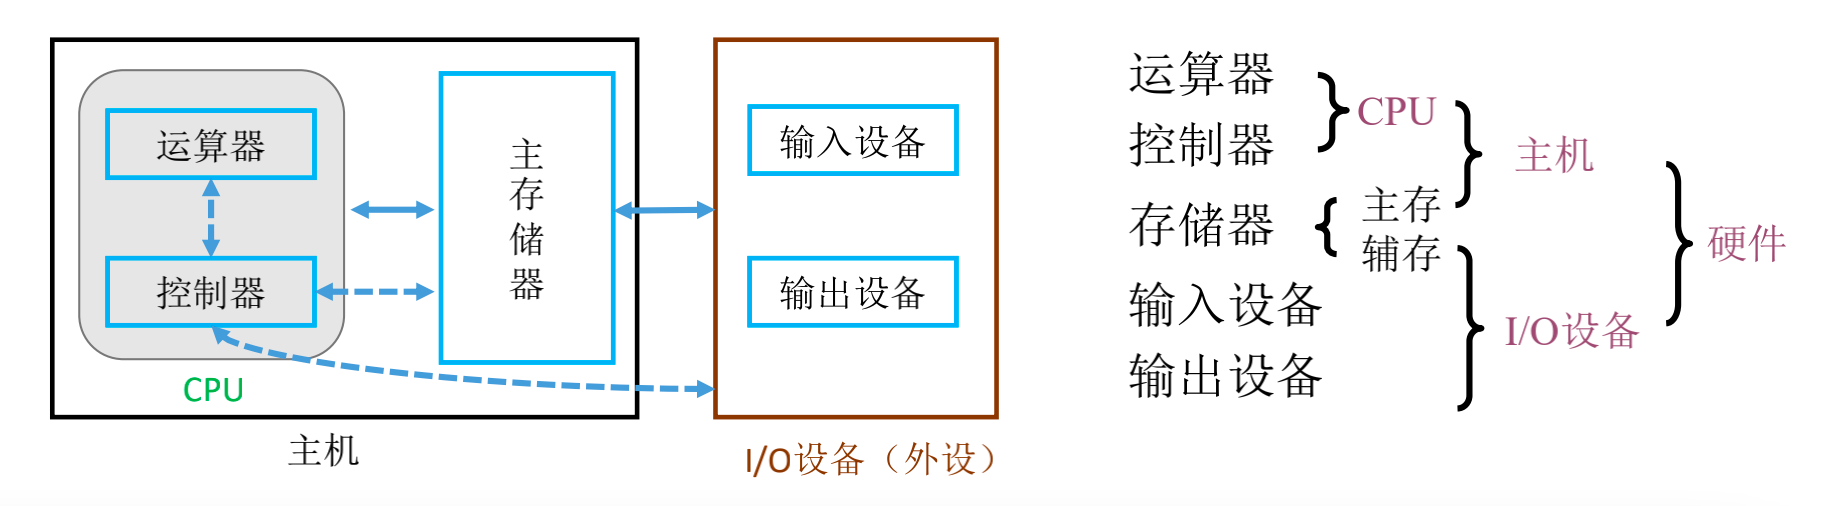 运算器
控制器
CPU
主存储器
主机
输入设备
输出设备
I/O设备（外设）
运算器
控制器
CPU
存储器
主存
辅存
主机
输入设备
输出设备
I/O设备
硬件